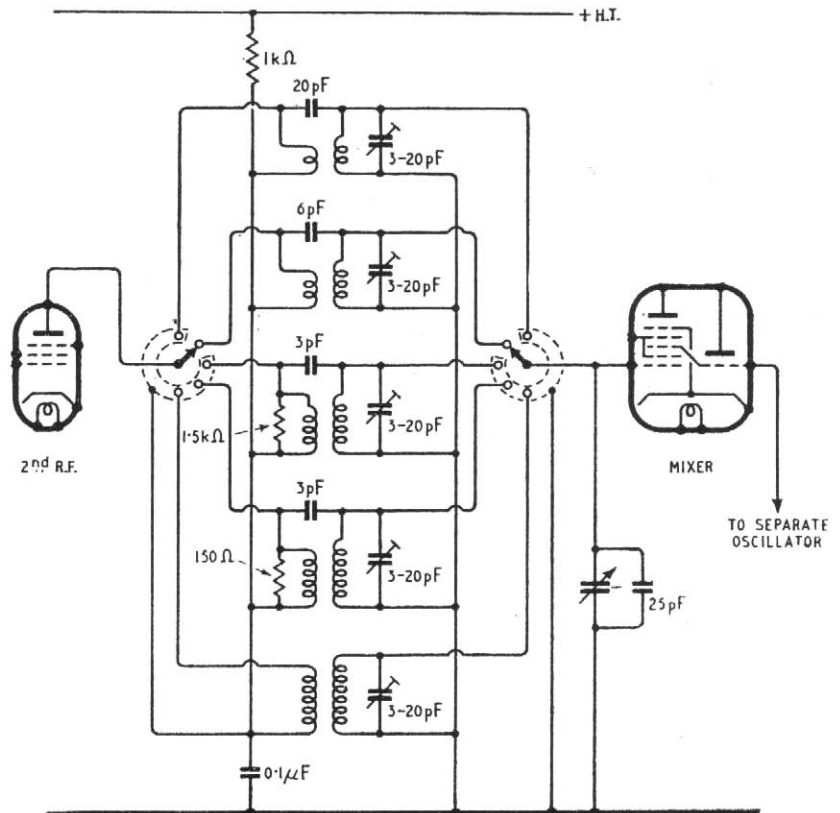 + H.T.
1kΩ
20pF
3-20pF
6pF
3-20pF
3pF
1·5kΩ
3-20pF
2nd R.F.
MIXER
3pF
150Ω
3-20pF
TO SEPARATE
OSCILLATOR
25pF
3-20pF
0·1μF